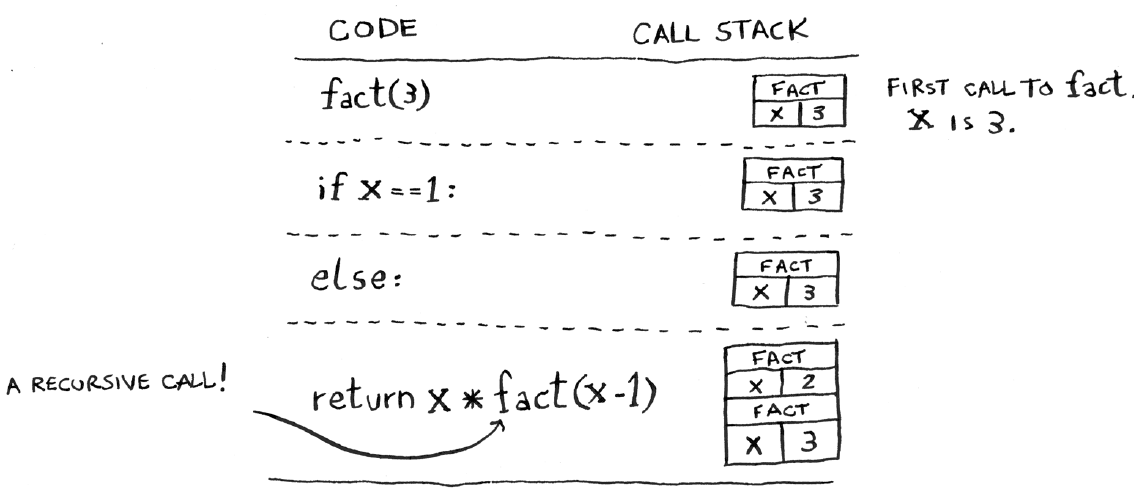 CODE CALL STACK
fact(3)
FACT
X 3
FIRST CALL TO fact.
X IS 3.
if x==1:
FACT
X 3
else:
FACT
X 3
A RECURSIVE CALL!
return x * fact(x-1)
FACT
X 2
FACT
X 3